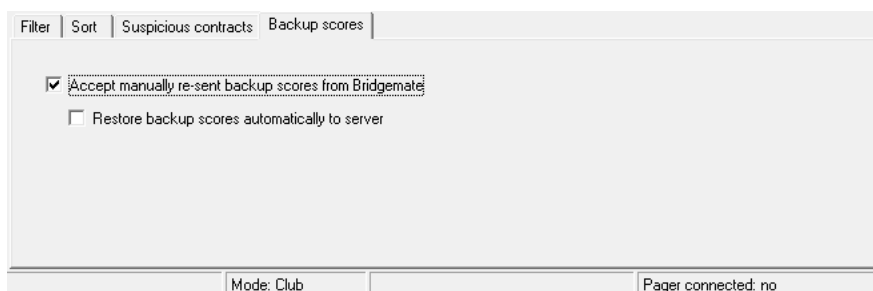 Filter Sort Suspicious contracts Backup scores
Accept manually re-sent backup scores from Bridgemate
Restore backup scores automatically to server
Mode: Club Pager connected: no